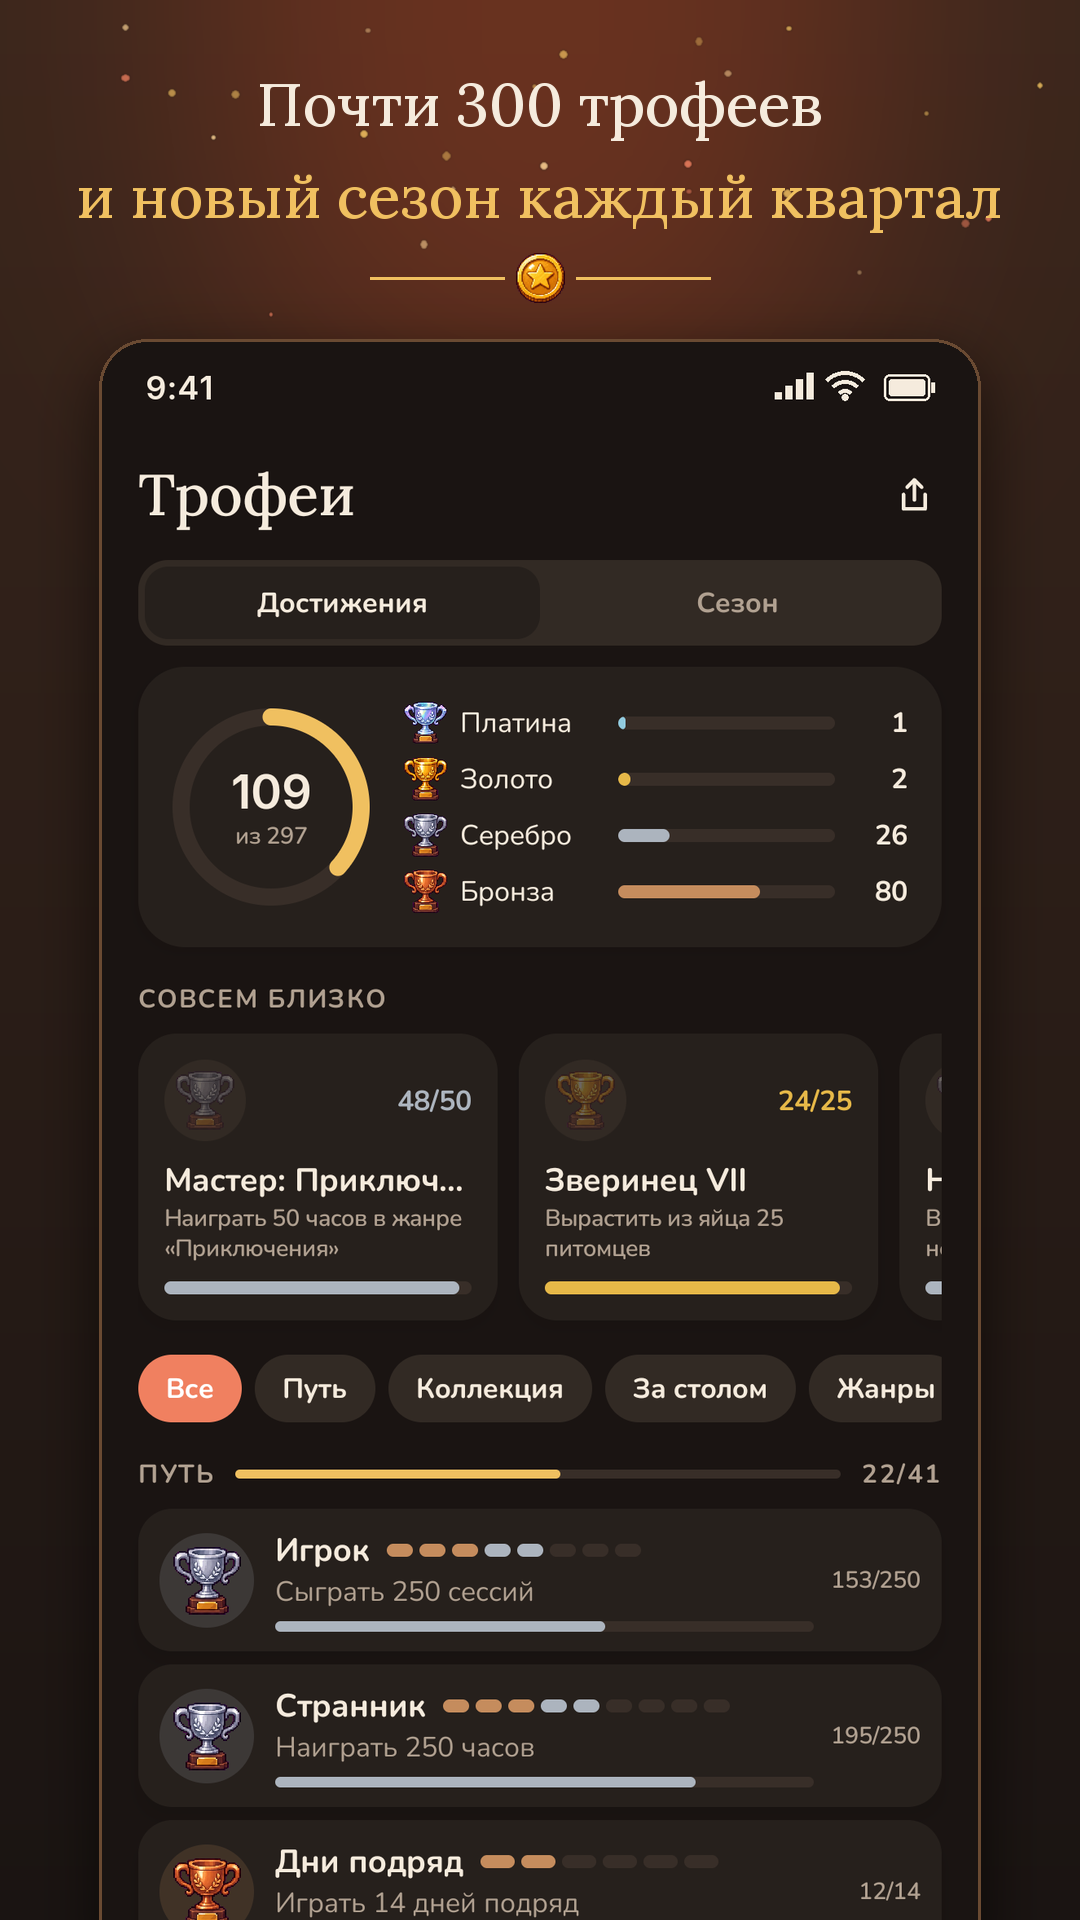 Почти 300 трофеев
и новый сезон каждый квартал
9:41
Трофеи
Достижения
Сезон
109
из 297
Платина 1
Золото 2
Серебро 26
Бронза 80
СОВСЕМ БЛИЗКО
48/50
Мастер: Приключ...
Наиграть 50 часов в жанре
«Приключения»
24/25
Зверинец VII
Вырастить из яйца 25
питомцев
Все
Путь
Коллекция
За столом
Жанры
ПУТЬ 22/41
Игрок
Сыграть 250 сессий
153/250
Странник
Наиграть 250 часов
195/250
Дни подряд
Играть 14 дней подряд
12/14